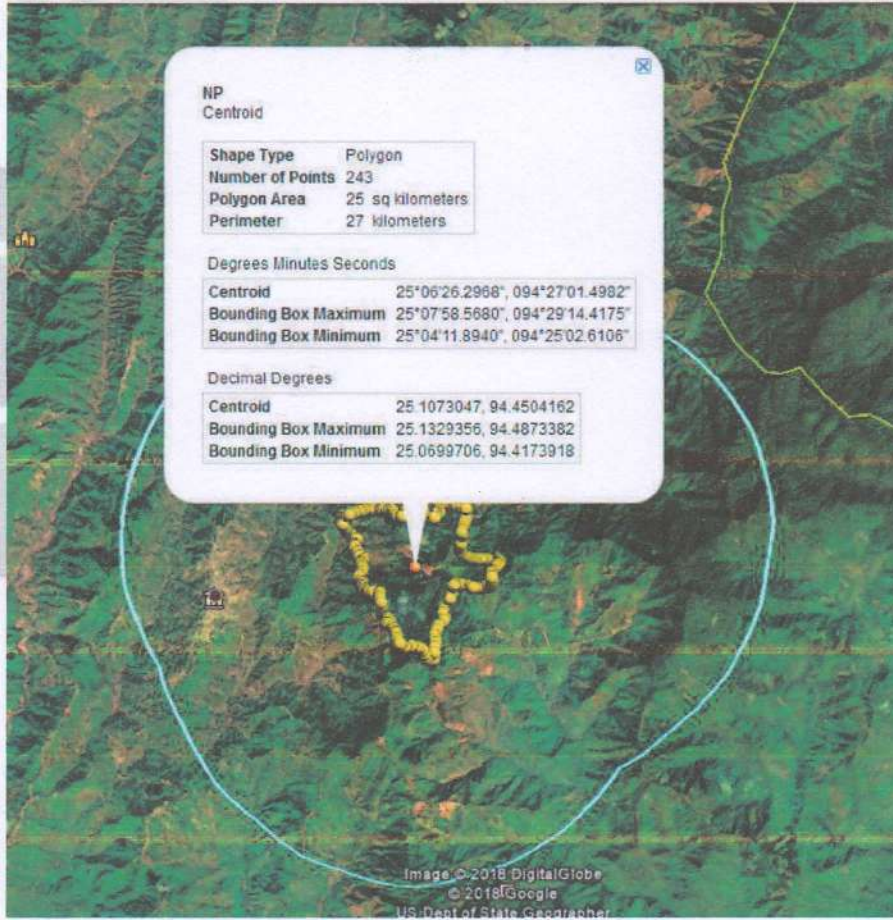 NP
Centroid
Shape Type Polygon
Number of Points 243
Polygon Area 25 sq kilometers
Perimeter 27 kilometers
Degrees Minutes Seconds
Centroid 25°06'26.2968", 094°27'01.4982"
Bounding Box Maximum 25°07'58.5680", 094°29'14.4175"
Bounding Box Minimum 25°04'11.8940", 094°25'02.6106"
Decimal Degrees
Centroid 25.1073047, 94.4504162
Bounding Box Maximum 25.1329356, 94.4873382
Bounding Box Minimum 25.0699706, 94.4173918
Image © 2018 DigitalGlobe
© 2018 Google
US Dept of State Geographer